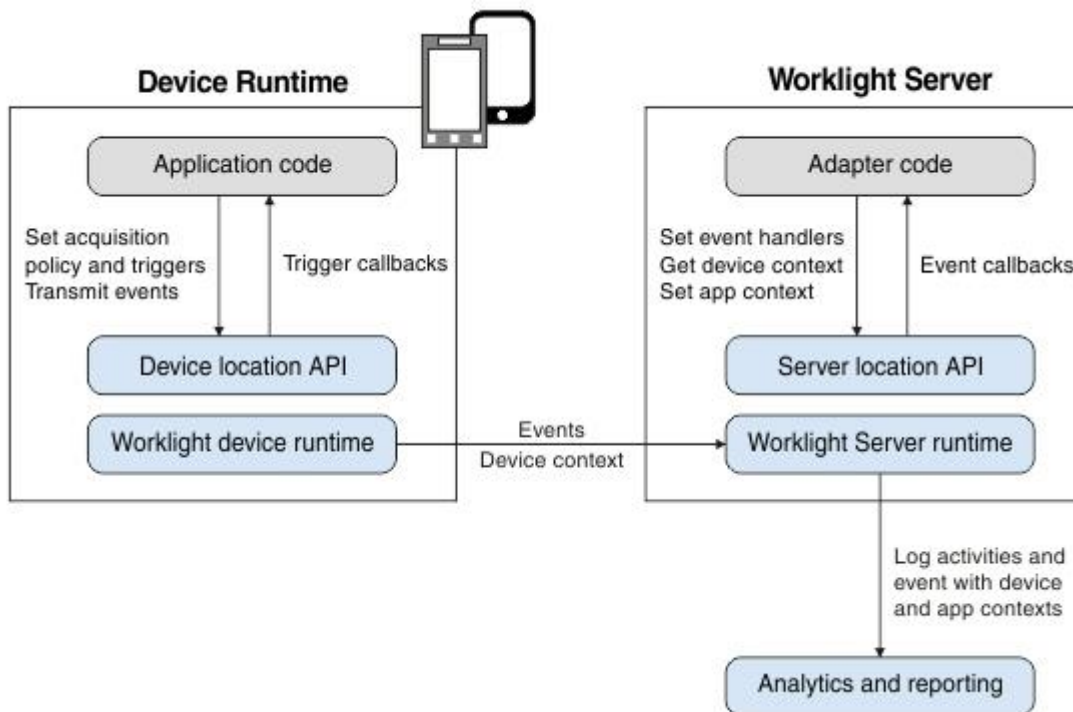 Device Runtime
Application code
Set acquisition
policy and triggers
Transmit events
Trigger callbacks
Device location API
Worklight device runtime
Events
Device context
Worklight Server
Adapter code
Set event handlers
Get device context
Set app context
Event callbacks
Server location API
Worklight Server runtime
Log activities and
event with device
and app contexts
Analytics and reporting